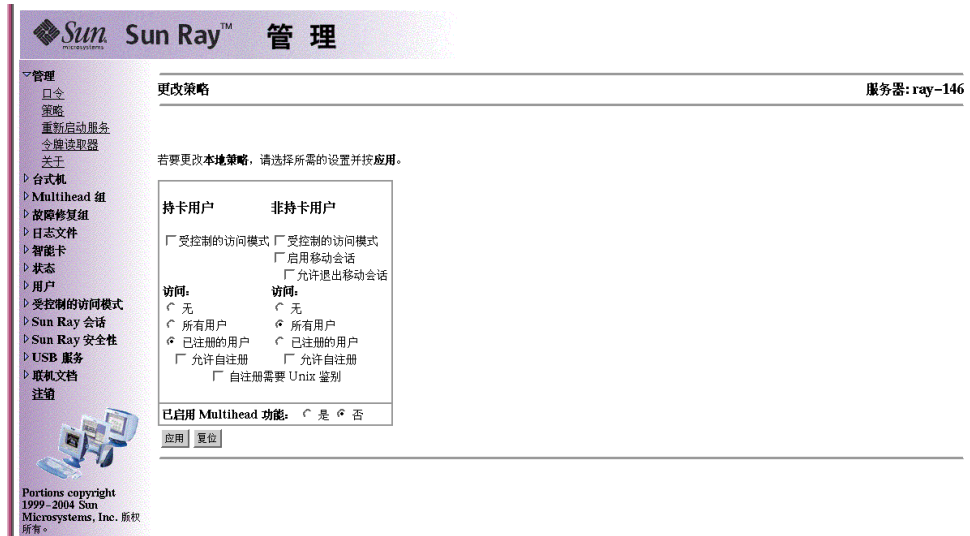 Sun microsystems Sun Ray™ 管 理
管理
口令
策略
重新启动服务
令牌读取器
关于
台式机
Multihead 组
故障修复组
日志文件
智能卡
状态
用户
受控制的访问模式
Sun Ray 会话
Sun Ray 安全性
USB 服务
联机文档
注销
Portions copyright
1999-2004 Sun
Microsystems, Inc. 版权
所有。
更改策略 服务器: ray-146
若要更改本地策略，请选择所需的设置并按应用。
持卡用户 非持卡用户
受控制的访问模式 受控制的访问模式
启用移动会话
允许退出移动会话
访问: 访问:
无 无
所有用户 所有用户
已注册的用户 已注册的用户
允许自注册 允许自注册
自注册需要 Unix 鉴别
已启用 Multihead 功能: 是 否
应用 复位